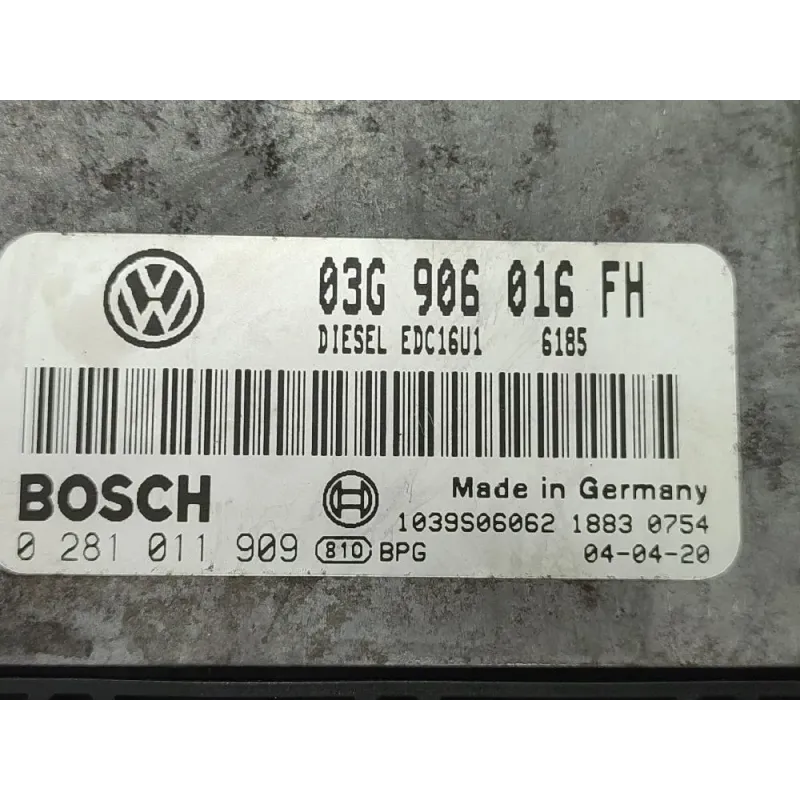 03G 906 016 FH
DIESEL EDC16U1 6185
BOSCH
Made in Germany
1039S06062 1883 0754
0 281 011 909 810 BPG 04-04-20